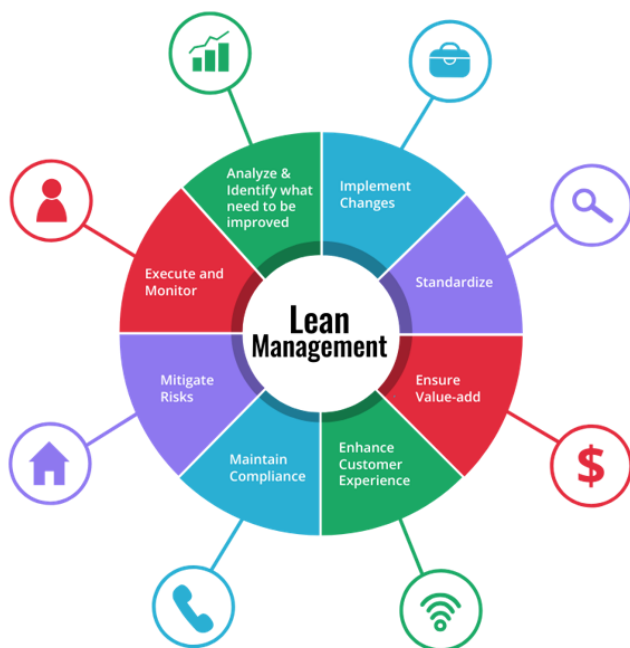 Analyze &
Identify what
need to be
improved
Implement
Changes
Execute and
Monitor
Standardize
Lean
Management
Mitigate
Risks
Ensure
Value-add
Maintain
Compliance
Enhance
Customer
Experience
$